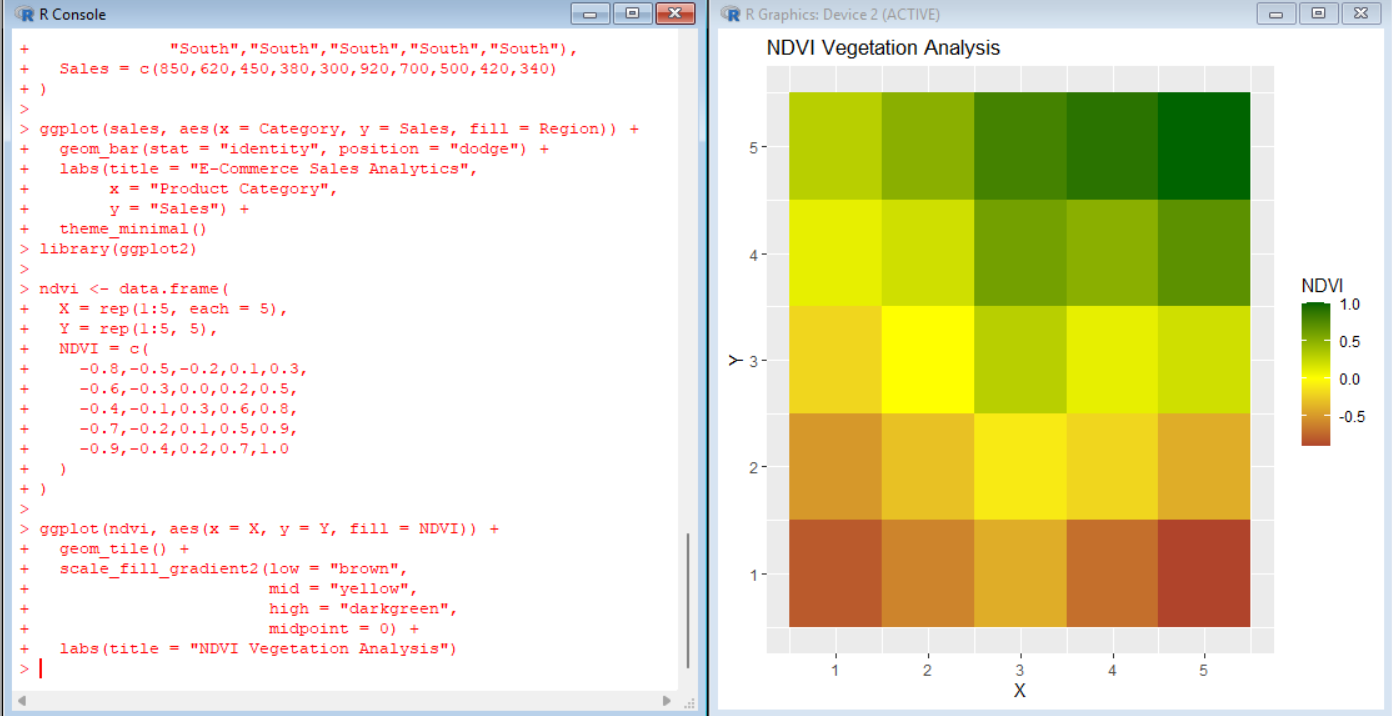 R Console
+               "South","South","South","South","South"),
+   Sales = c(850,620,450,380,300,920,700,500,420,340)
+ )
>
> ggplot(sales, aes(x = Category, y = Sales, fill = Region)) +
+   geom_bar(stat = "identity", position = "dodge") +
+   labs(title = "E-Commerce Sales Analytics",
+        x = "Product Category",
+        y = "Sales") +
+   theme_minimal()
> library(ggplot2)
>
> ndvi <- data.frame(
+   X = rep(1:5, each = 5),
+   Y = rep(1:5, 5),
+   NDVI = c(
+     -0.8,-0.5,-0.2,0.1,0.3,
+     -0.6,-0.3,0.0,0.2,0.5,
+     -0.4,-0.1,0.3,0.6,0.8,
+     -0.7,-0.2,0.1,0.5,0.9,
+     -0.9,-0.4,0.2,0.7,1.0
+   )
+ )
>
> ggplot(ndvi, aes(x = X, y = Y, fill = NDVI)) +
+   geom_tile() +
+   scale_fill_gradient2(low = "brown",
+                        mid = "yellow",
+                        high = "darkgreen",
+                        midpoint = 0) +
+   labs(title = "NDVI Vegetation Analysis")
>
R Graphics: Device 2 (ACTIVE)
NDVI Vegetation Analysis
5
4
3
2
1
Y
1 2 3 4 5
X
NDVI
1.0
0.5
0.0
-0.5